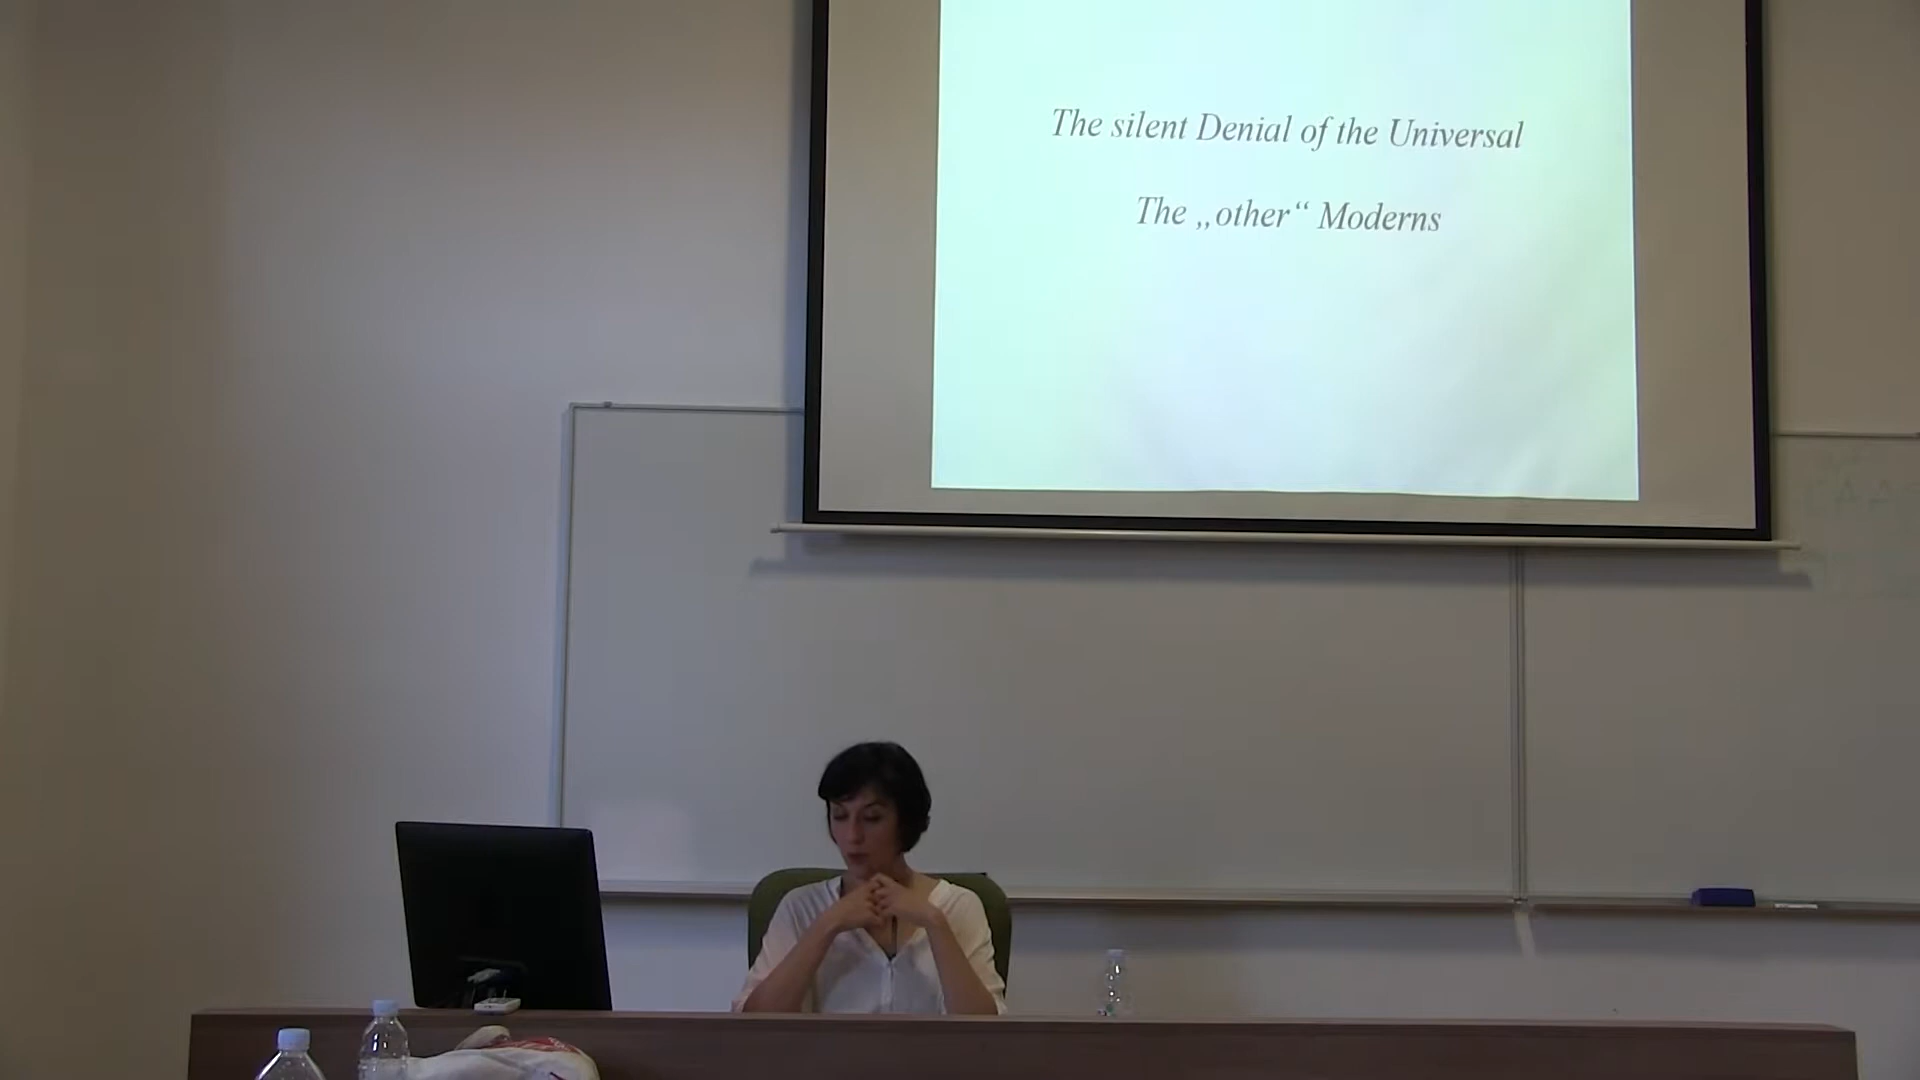 The silent Denial of the Universal
The „other“ Moderns